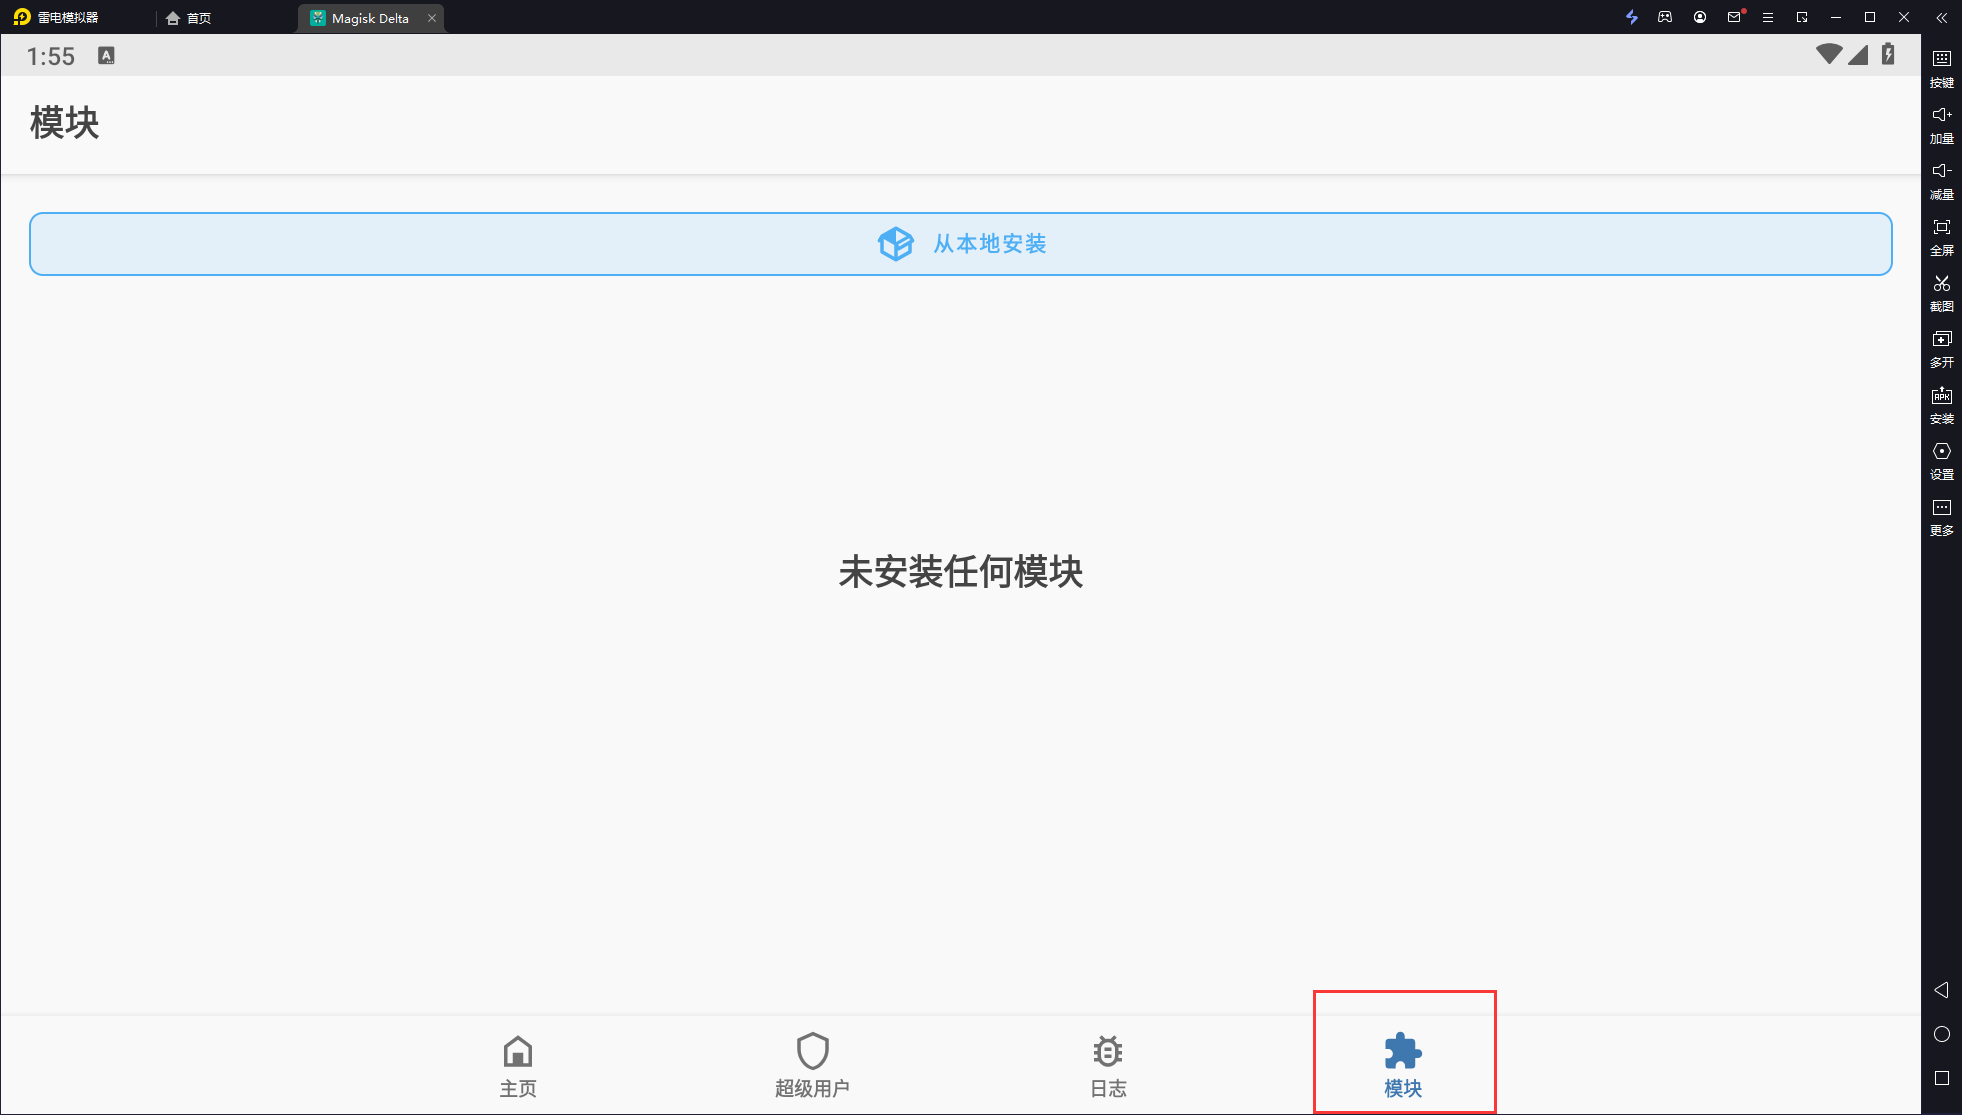 雷电模拟器
首页
Magisk Delta
1:55
A
模块
从本地安装
未安装任何模块
主页
超级用户
日志
模块
按键
加量
减量
全屏
截图
多开
APK
安装
设置
更多